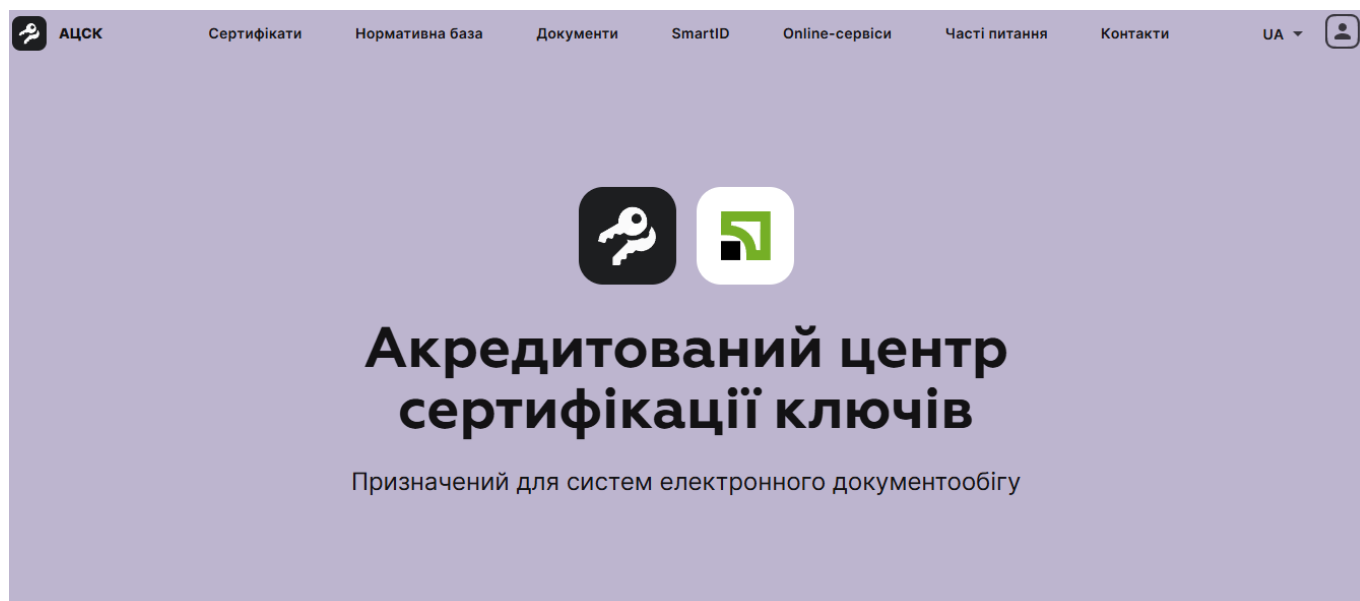 АЦСК Сертифікати Нормативна база Документи SmartID Online-сервіси Часті питання Контакти UA
Акредитований центр
сертифікації ключів
Призначений для систем електронного документообігу